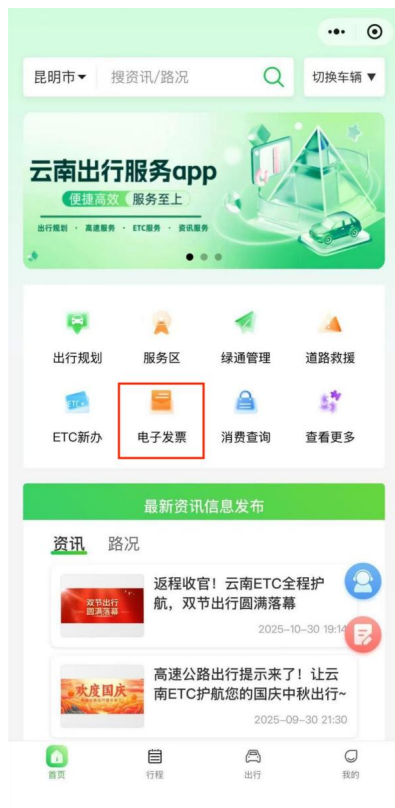 昆明市
搜资讯/路况
切换车辆
云南出行服务app
便捷高效 服务至上
出行规划 · 高速服务 · ETC服务 · 资讯服务
出行规划
服务区
绿通管理
道路救援
ETC
ETC新办
电子发票
消费查询
查看更多
最新资讯信息发布
资讯 路况
双节出行
圆满落幕
返程收官！云南ETC全程护
航，双节出行圆满落幕
2025-10-30 19:14
欢度国庆
高速公路出行提示来了！让云
南ETC护航您的国庆中秋出行~
2025-09-30 21:30
首页
行程
出行
我的